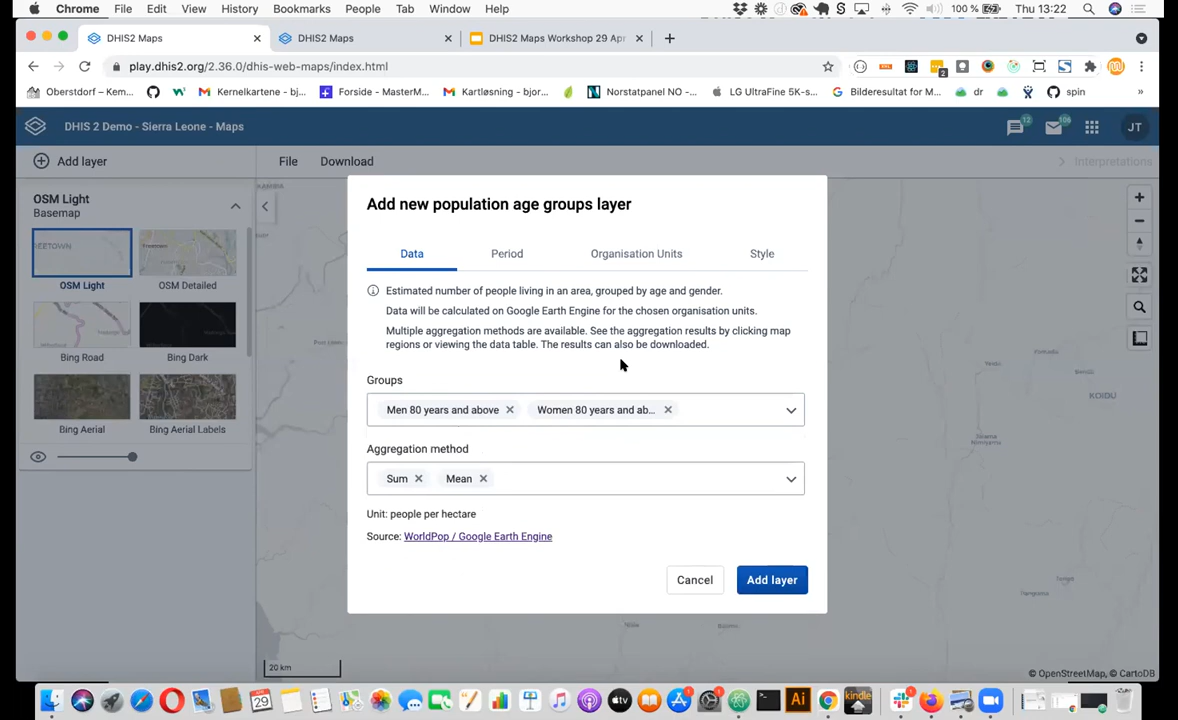 Chrome File Edit View History Bookmarks People Tab Window Help 100 % Thu 13:22
DHIS2 Maps DHIS2 Maps DHIS2 Maps Workshop 29 Apr
play.dhis2.org/2.36.0/dhis-web-maps/index.html
Oberstdorf – Kem... Kernelkartene - bj... Forside - MasterM... Kartløsning - bjor... Norstatpanel NO -... LG UltraFine 5K-s... Bilderesultat for M... dr spin »
DHIS 2 Demo - Sierra Leone - Maps 12 106 JT
Add layer File Download Interpretations
OSM Light
Basemap
OSM Light OSM Detailed
Bing Road Bing Dark
Bing Aerial Bing Aerial Labels
Add new population age groups layer
Data Period Organisation Units Style
Estimated number of people living in an area, grouped by age and gender.
Data will be calculated on Google Earth Engine for the chosen organisation units.
Multiple aggregation methods are available. See the aggregation results by clicking map
regions or viewing the data table. The results can also be downloaded.
Groups
Men 80 years and above Women 80 years and ab...
Aggregation method
Sum Mean
Unit: people per hectare
Source: WorldPop / Google Earth Engine
Cancel Add layer
KOIDU
20 km
© OpenStreetMap, © CartoDB